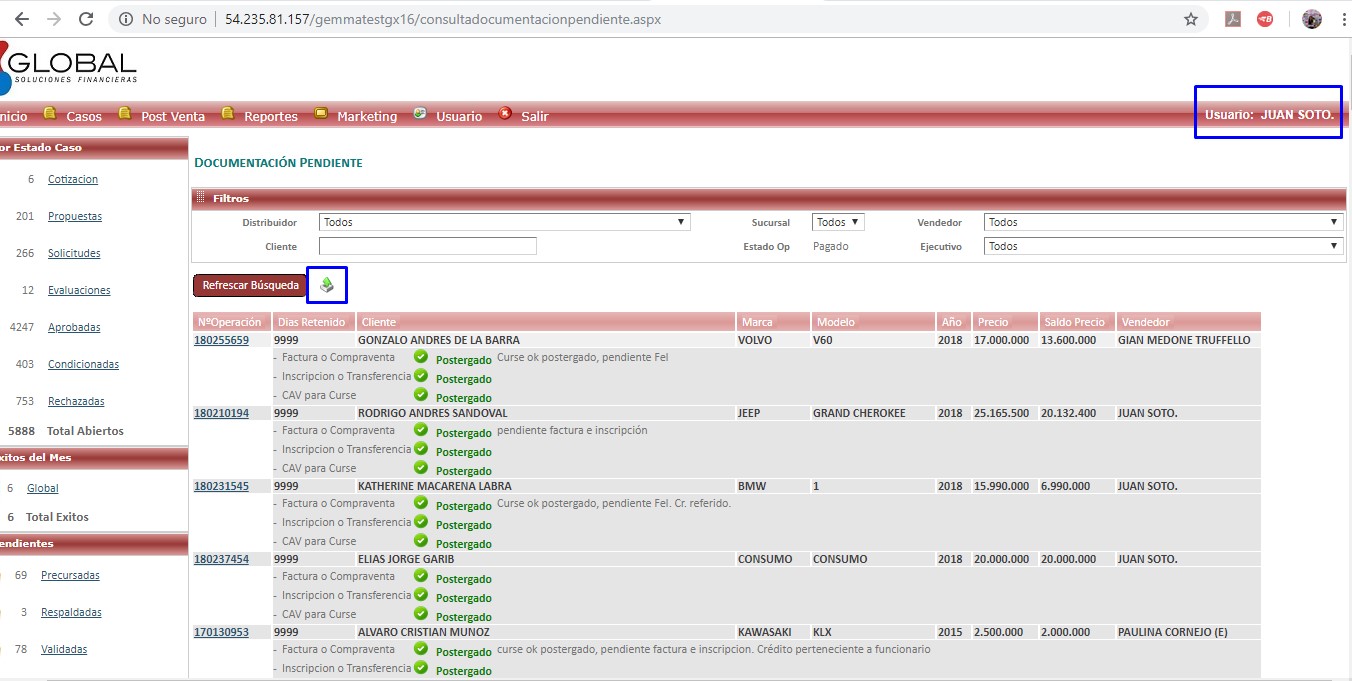 No seguro | 54.235.81.157/gemmatestgx16/consultadocumentacionpendiente.aspx
GLOBAL
SOLUCIONES FINANCIERAS
nicio Casos Post Venta Reportes Marketing Usuario Salir Usuario: JUAN SOTO.
or Estado Caso
6 Cotizacion
201 Propuestas
266 Solicitudes
12 Evaluaciones
4247 Aprobadas
403 Condicionadas
753 Rechazadas
5888 Total Abiertos
xitos del Mes
6 Global
6 Total Exitos
endientes
69 Precursadas
3 Respaldadas
78 Validadas
DOCUMENTACIÓN PENDIENTE
Filtros
Distribuidor Todos Sucursal Todos Vendedor Todos
Cliente Estado Op Pagado Ejecutivo Todos
Refrescar Búsqueda
NºOperación Dias Retenido Cliente Marca Modelo Año Precio Saldo Precio Vendedor
180255659 9999 GONZALO ANDRES DE LA BARRA VOLVO V60 2018 17.000.000 13.600.000 GIAN MEDONE TRUFFELLO
- Factura o Compraventa Postergado Curse ok postergado, pendiente Fel
- Inscripcion o Transferencia Postergado
- CAV para Curse Postergado
180210194 9999 RODRIGO ANDRES SANDOVAL JEEP GRAND CHEROKEE 2018 25.165.500 20.132.400 JUAN SOTO.
- Factura o Compraventa Postergado pendiente factura e inscripción
- Inscripcion o Transferencia Postergado
- CAV para Curse Postergado
180231545 9999 KATHERINE MACARENA LABRA BMW 1 2018 15.990.000 6.990.000 JUAN SOTO.
- Factura o Compraventa Postergado Curse ok postergado, pendiente Fel. Cr. referido.
- Inscripcion o Transferencia Postergado
- CAV para Curse Postergado
180237454 9999 ELIAS JORGE GARIB CONSUMO CONSUMO 2018 20.000.000 20.000.000 JUAN SOTO.
- Factura o Compraventa Postergado
- Inscripcion o Transferencia Postergado
- CAV para Curse Postergado
170130953 9999 ALVARO CRISTIAN MUNOZ KAWASAKI KLX 2015 2.500.000 2.000.000 PAULINA CORNEJO (E)
- Factura o Compraventa Postergado curse ok postergado, pendiente factura e inscripcion. Crédito perteneciente a funcionario
- Inscripcion o Transferencia Postergado